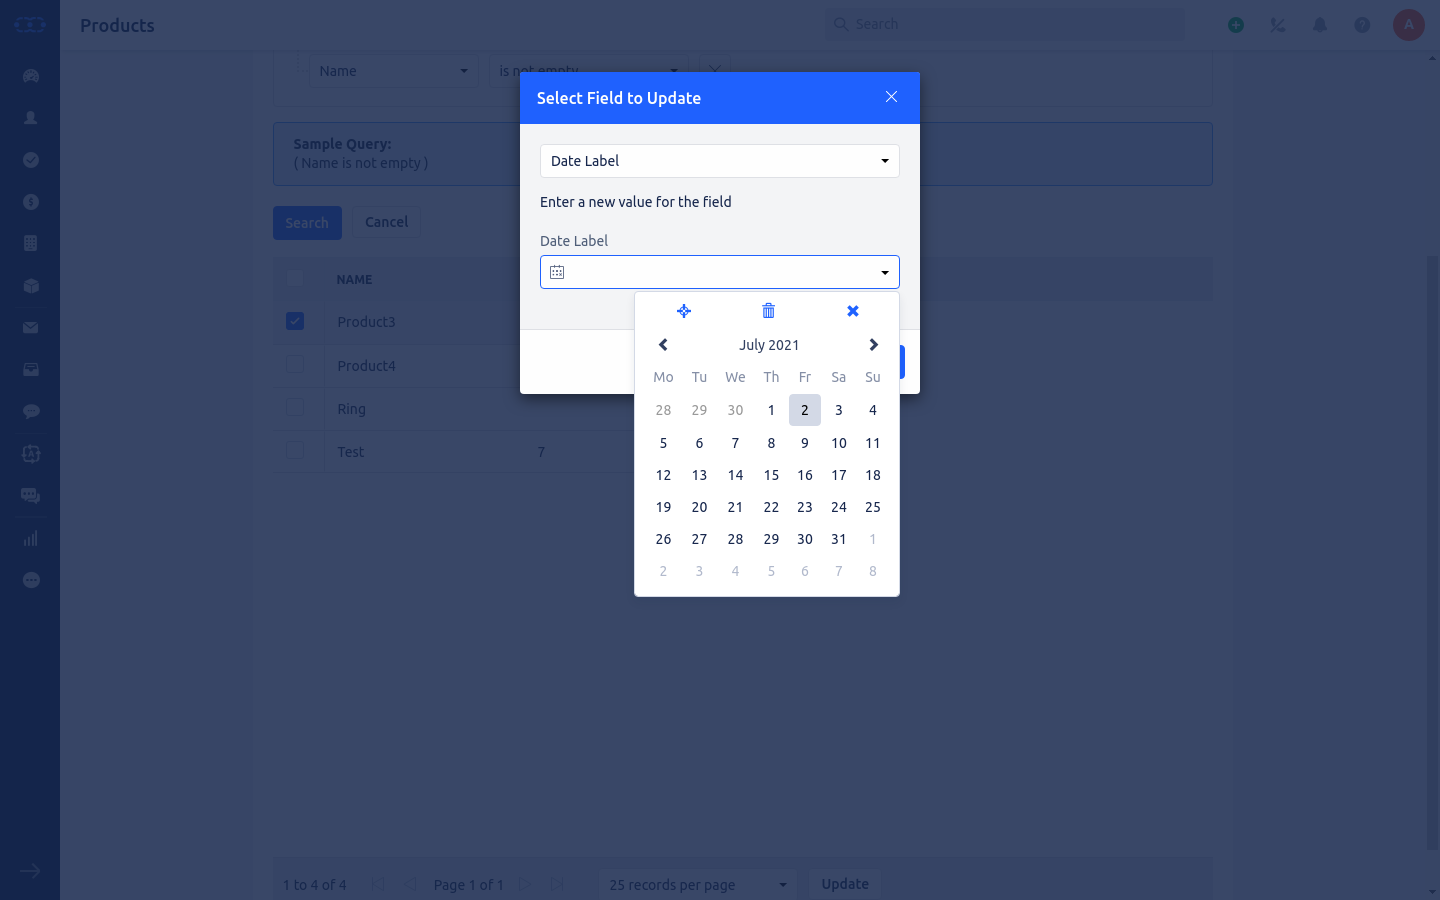 Products
Search
A
Name
is not empty
Select Field to Update
Sample Query:
( Name is not empty )
Date Label
Enter a new value for the field
Search
Cancel
Date Label
NAME
Product3
Product4
Ring
Test 7
July 2021
Mo Tu We Th Fr Sa Su
28 29 30 1 2 3 4
5 6 7 8 9 10 11
12 13 14 15 16 17 18
19 20 21 22 23 24 25
26 27 28 29 30 31 1
2 3 4 5 6 7 8
1 to 4 of 4
Page 1 of 1
25 records per page
Update